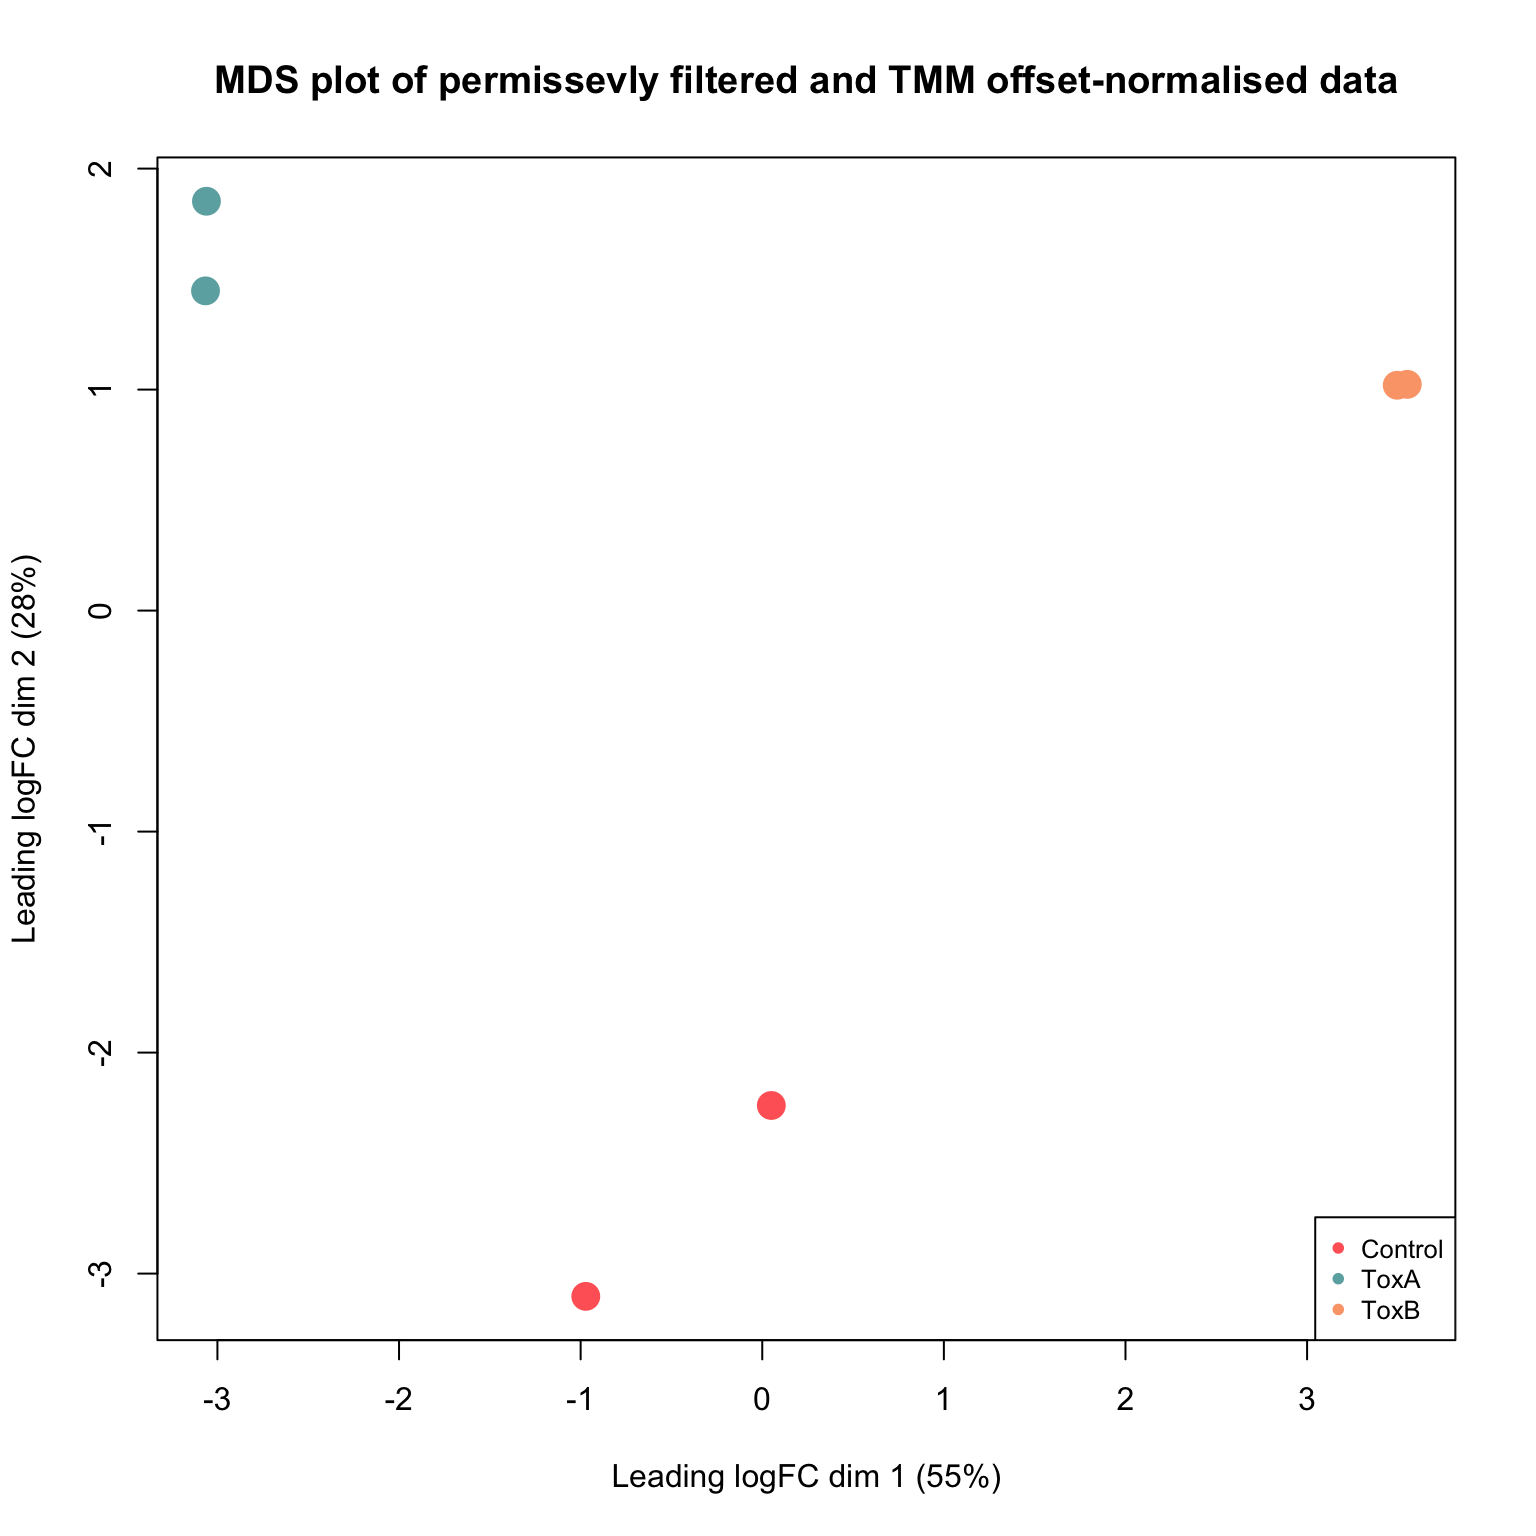 MDS plot of permissevly filtered and TMM offset-normalised data
Leading logFC dim 2 (28%)
2
1
0
-1
-2
-3
-3
-2
-1
0
1
2
3
Leading logFC dim 1 (55%)
Control
ToxA
ToxB